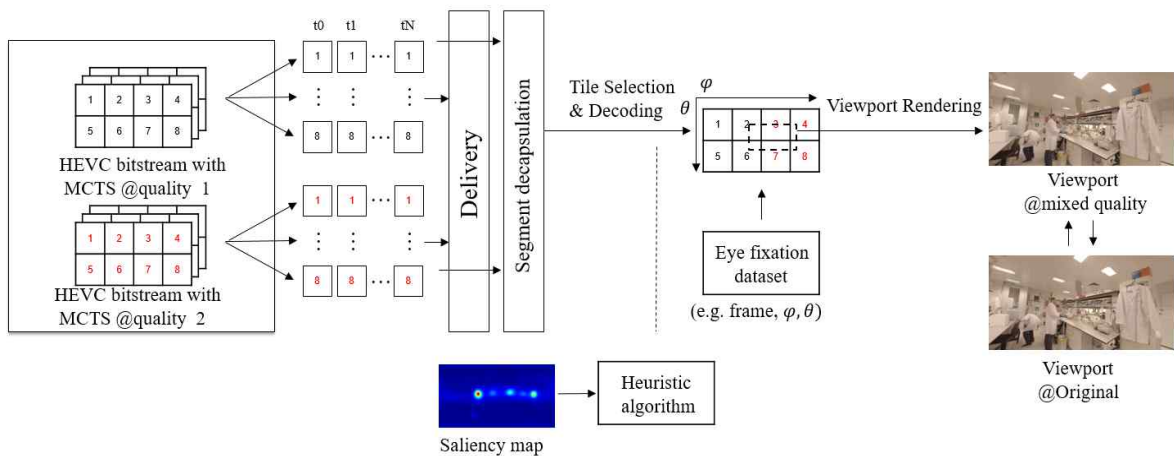 t0 t1 tN
1 1 ... 1
1 2 3 4
5 6 7 8
8 8 ... 8
HEVC bitstream with
MCTS @quality 1
1 1 ... 1
1 2 3 4
5 6 7 8
8 8 ... 8
HEVC bitstream with
MCTS @quality 2
Delivery
Segment decapsulation
Tile Selection
& Decoding
φ
θ
1 2 3 4
5 6 7 8
Eye fixation
dataset
(e.g. frame, φ, θ)
Viewport Rendering
Viewport
@mixed quality
Viewport
@Original
Saliency map
Heuristic
algorithm